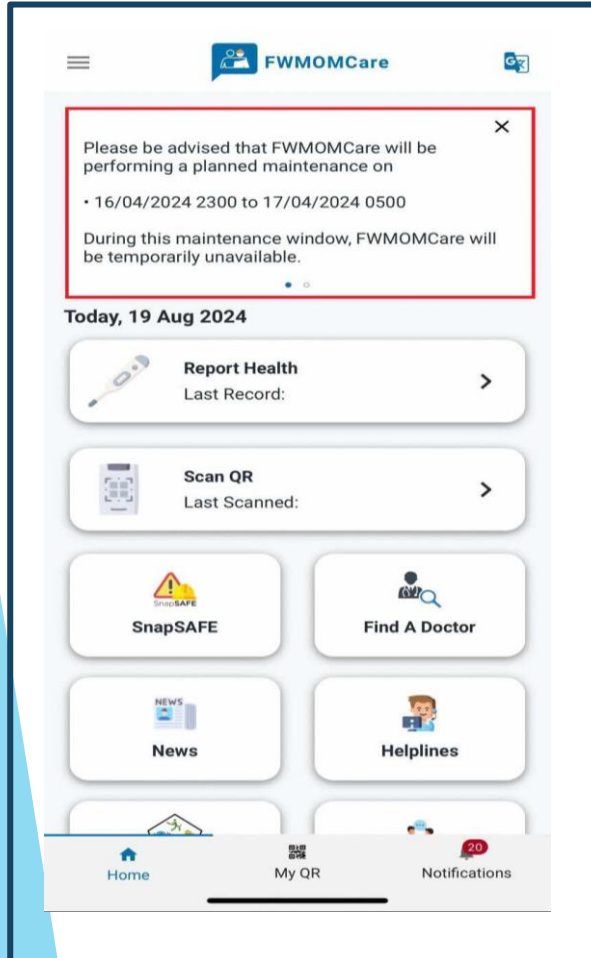 FWMOMCare
Please be advised that FWMOMCare will be
performing a planned maintenance on
• 16/04/2024 2300 to 17/04/2024 0500
During this maintenance window, FWMOMCare will
be temporarily unavailable.
Today, 19 Aug 2024
Report Health
Last Record:
Scan QR
Last Scanned:
SnapSAFE
SnapSAFE
Find A Doctor
NEWS
News
Helplines
20
Home
My QR
Notifications